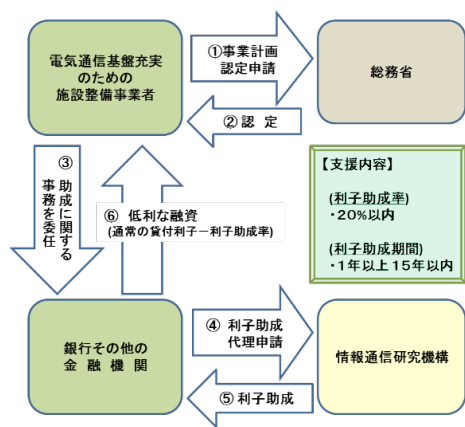 電気通信基盤充実
のための
施設整備事業者
①事業計画
認定申請
総務省
②認 定
③
助成に関する
事務を委任
⑥ 低利な融資
(通常の貸付利子－利子助成率)
【支援内容】
(利子助成率)
・20%以内
(利子助成期間)
・1年以上15年以内
銀行その他の
金 融 機 関
④ 利子助成
代理申請
情報通信研究機構
⑤利子助成